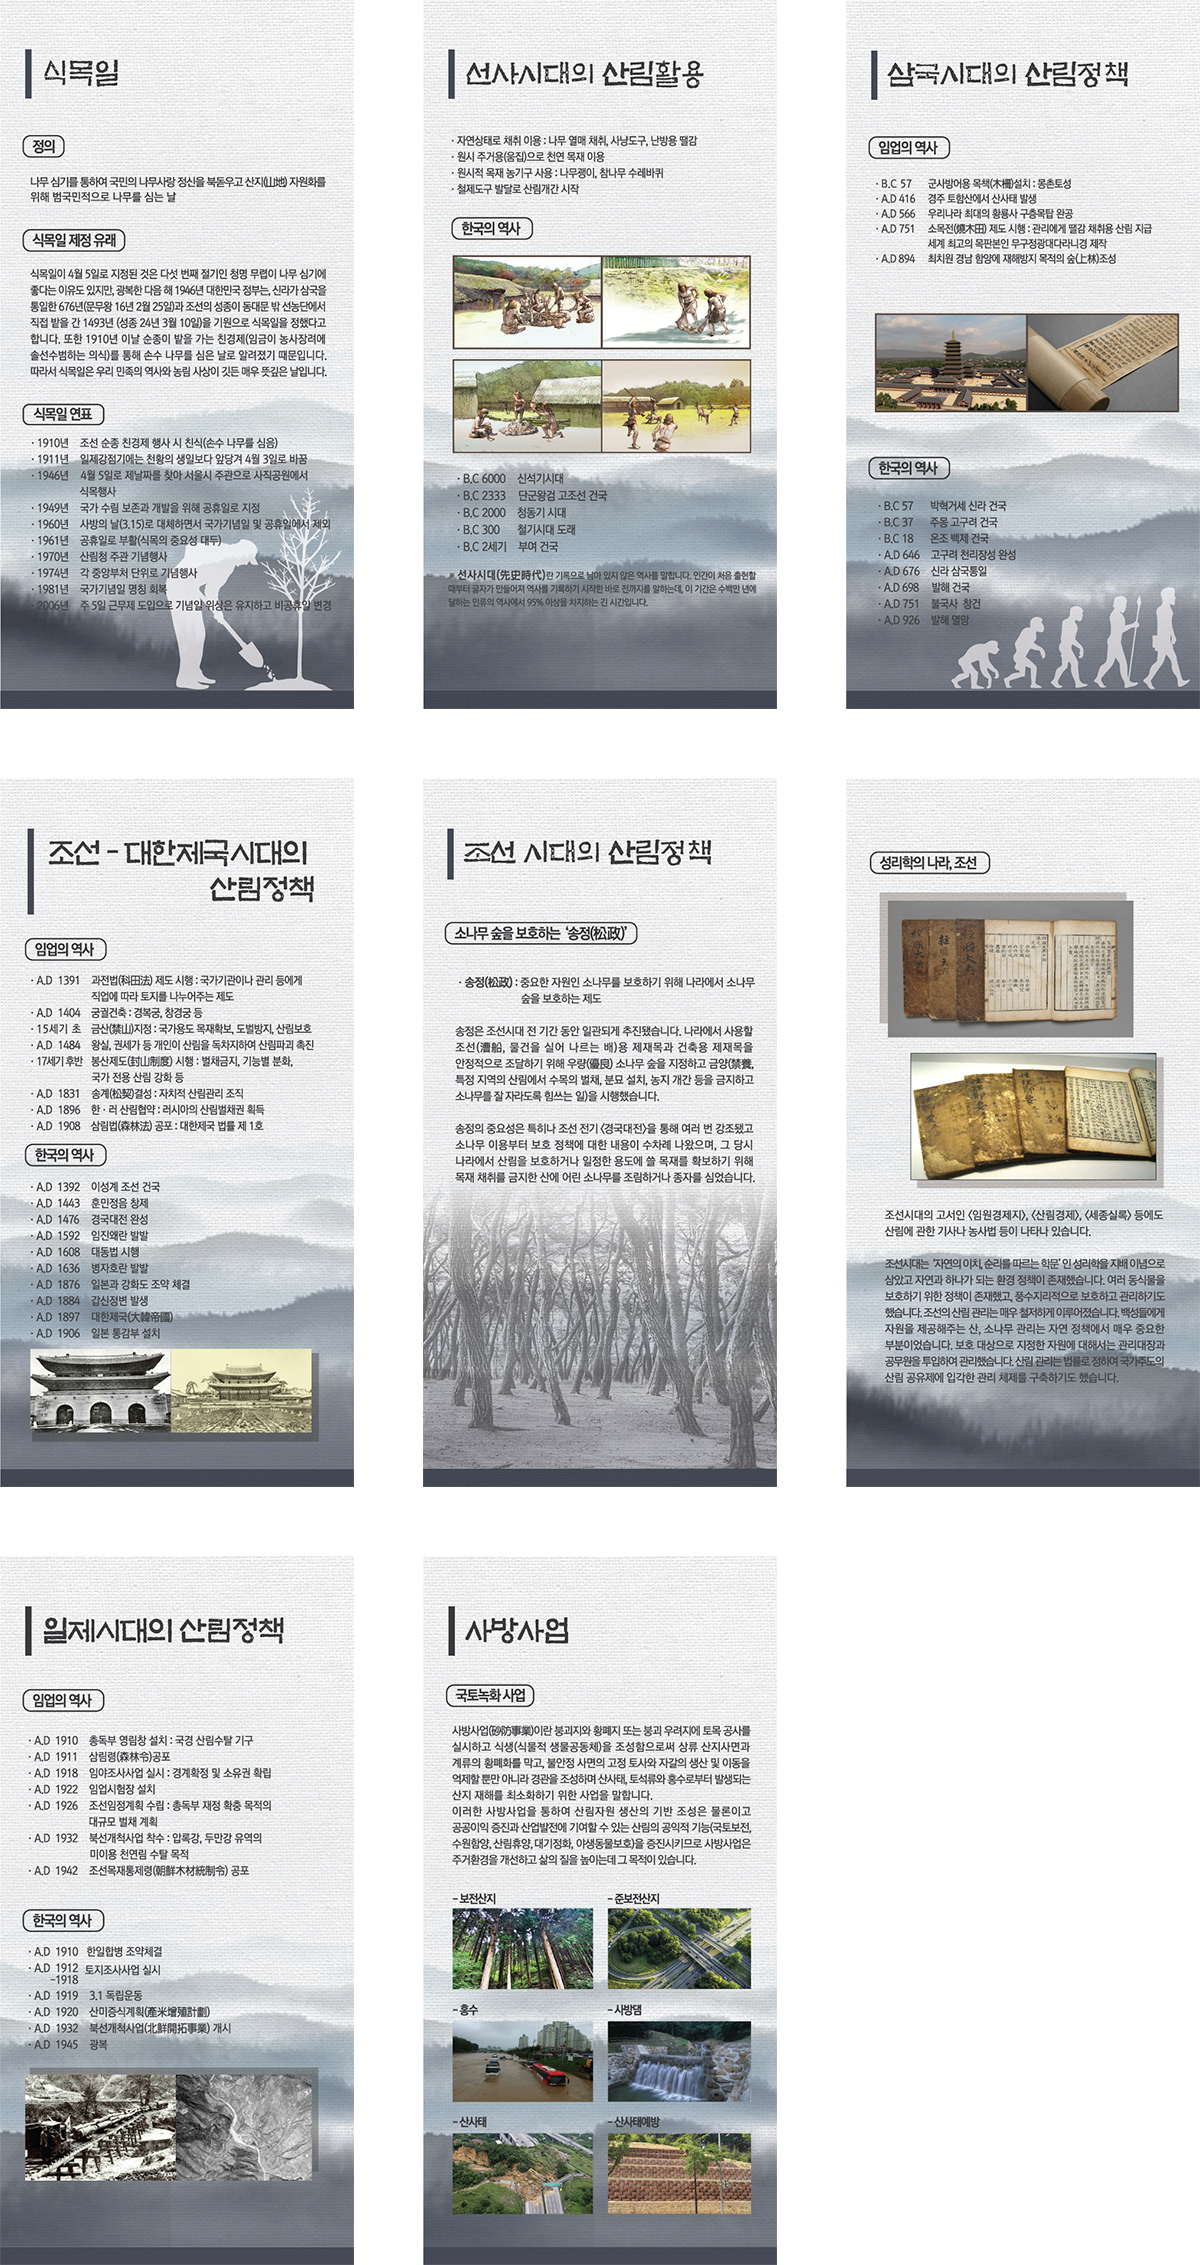 식목일
정의
나무 심기를 통하여 국민의 나무사랑 정신을 북돋우고 산지(山地) 자원화를
위해 범국민적으로 나무를 심는 날
식목일 제정 유래
식목일이 4월 5일로 지정된 것은 다섯 번째 절기인 청명 무렵이 나무 심기에
좋다는 이유도 있지만, 광복한 다음 해 1946년 대한민국 정부는, 신라가 삼국을
통일한 676년(문무왕 16년 2월 25일)과 조선의 성종이 동대문 밖 선농단에서
직접 밭을 간 1493년 (성종 24년 3월 10일)을 기원으로 식목일을 정했다고
합니다. 또한 1910년 이날 순종이 밭을 가는 친경제(임금이 농사장려에
솔선수범하는 의식)를 통해 손수 나무를 심은 날로 알려졌기 때문입니다.
따라서 식목일은 우리 민족의 역사와 농림 사상이 깃든 매우 뜻깊은 날입니다.
식목일 연표
· 1910년 조선 순종 친경제 행사 시 친식(손수 나무를 심음)
· 1911년 일제강점기에는 천황의 생일보다 앞당겨 4월 3일로 바꿈
· 1946년 4월 5일로 제날짜를 찾아 서울시 주관으로 사직공원에서
식목행사
· 1949년 국가 수림 보존과 개발을 위해 공휴일로 지정
· 1960년 사방의 날(3.15)로 대체하면서 국가기념일 및 공휴일에서 제외
· 1961년 공휴일로 부활(식목의 중요성 대두)
· 1970년 산림청 주관 기념행사
· 1974년 각 중앙부처 단위로 기념행사
· 1981년 국가기념일 명칭 회복
· 2006년 주 5일 근무제 도입으로 기념일 위상은 유지하고 비공휴일 변경
선사시대의 산림활용
· 자연상태로 채취 이용 : 나무 열매 채취, 사냥도구, 난방용 땔감
· 원시 주거용(움집)으로 천연 목재 이용
· 원시적 목재 농기구 사용 : 나무괭이, 참나무 수레바퀴
· 철제도구 발달로 산림개간 시작
한국의 역사
· B.C 6000 신석기시대
· B.C 2333 단군왕검 고조선 건국
· B.C 2000 청동기 시대
· B.C 300 철기시대 도래
· B.C 2세기 부여 건국
※ 선사시대(先史時代)란 기록으로 남아 있지 않은 역사를 말합니다. 인간이 처음 출현할
때부터 글자가 만들어져 역사를 기록하기 시작한 바로 전까지를 말하는데, 이 기간은 수백만 년에
달하는 인류의 역사에서 95% 이상을 차지하는 긴 시간입니다.
삼국시대의 산림정책
임업의 역사
· B.C 57 군사방어용 목책(木柵)설치 : 몽촌토성
· A.D 416 경주 토함산에서 산사태 발생
· A.D 566 우리나라 최대의 황룡사 구층목탑 완공
· A.D 751 소목전(燒木田) 제도 시행 : 관리에게 땔감 채취용 산림 지급
세계 최고의 목판본인 무구정광대다라니경 제작
· A.D 894 최치원 경남 함양에 재해방지 목적의 숲(上林)조성
한국의 역사
· B.C 57 박혁거세 신라 건국
· B.C 37 주몽 고구려 건국
· B.C 18 온조 백제 건국
· A.D 646 고구려 천리장성 완성
· A.D 676 신라 삼국통일
· A.D 698 발해 건국
· A.D 751 불국사 창건
· A.D 926 발해 멸망
조선 - 대한제국시대의
산림정책
임업의 역사
· A.D 1391 과전법(科田法) 제도 시행 : 국가기관이나 관리 등에게
직업에 따라 토지를 나누어주는 제도
· A.D 1404 궁궐건축 : 경복궁, 창경궁 등
· 15세기 초 금산(禁山)지정 : 국가용도 목재확보, 도벌방지, 산림보호
· A.D 1484 왕실, 권세가 등 개인이 산림을 독차지하여 산림파괴 촉진
· 17세기 후반 봉산제도(封山制度) 시행 : 벌채금지, 기능별 분화,
국가 전용 산림 강화 등
· A.D 1831 송계(松契)결성 : 자치적 산림관리 조직
· A.D 1896 한 · 러 산림협약 : 러시아의 산림벌채권 획득
· A.D 1908 삼림법(森林法) 공포 : 대한제국 법률 제 1호
한국의 역사
· A.D 1392 이성계 조선 건국
· A.D 1443 훈민정음 창제
· A.D 1476 경국대전 완성
· A.D 1592 임진왜란 발발
· A.D 1608 대동법 시행
· A.D 1636 병자호란 발발
· A.D 1876 일본과 강화도 조약 체결
· A.D 1884 갑신정변 발생
· A.D 1897 대한제국(大韓帝國)
· A.D 1906 일본 통감부 설치
조선 시대의 산림정책
소나무 숲을 보호하는 ‘송정(松政)’
· 송정(松政) : 중요한 자원인 소나무를 보호하기 위해 나라에서 소나무
숲을 보호하는 제도
송정은 조선시대 전 기간 동안 일관되게 추진됐습니다. 나라에서 사용할
조선(漕船, 물건을 실어 나르는 배)용 제재목과 건축용 제재목을
안정적으로 조달하기 위해 우량(優良) 소나무 숲을 지정하고 금양(禁養,
특정 지역의 산림에서 수목의 벌채, 분묘 설치, 농지 개간 등을 금지하고
소나무를 잘 자라도록 힘쓰는 일)을 시행했습니다.
송정의 중요성은 특히나 조선 전기 〈경국대전〉을 통해 여러 번 강조됐고
소나무 이용부터 보호 정책에 대한 내용이 수차례 나왔으며, 그 당시
나라에서 산림을 보호하거나 일정한 용도에 쓸 목재를 확보하기 위해
목재 채취를 금지한 산에 어린 소나무를 조림하거나 종자를 심었습니다.
성리학의 나라, 조선
조선시대의 고서인 〈임원경제지〉, 〈산림경제〉, 〈세종실록〉 등에도
산림에 관한 기사나 농사법 등이 나타나 있습니다.
조선시대는 ‘자연의 이치, 순리를 따르는 학문’ 인 성리학을 지배 이념으로
삼았고 자연과 하나가 되는 환경 정책이 존재했습니다. 여러 동식물을
보호하기 위한 정책이 존재했고, 풍수지리적으로 보호하고 관리하기도
했습니다. 조선의 산림 관리는 매우 철저하게 이루어졌습니다. 백성들에게
자원을 제공해주는 산, 소나무 관리는 자연 정책에서 매우 중요한
부분이었습니다. 보호 대상으로 지정한 자원에 대해서는 관리대장과
공무원을 투입하여 관리했습니다. 산림 관리는 법률로 정하여 국가주도의
산림 공유제에 입각한 관리 체제를 구축하기도 했습니다.
일제시대의 산림정책
임업의 역사
· A.D 1910 총독부 영림창 설치 : 국경 산림수탈 기구
· A.D 1911 삼림령(森林令)공포
· A.D 1918 임야조사사업 실시 : 경계확정 및 소유권 확립
· A.D 1922 임업시험장 설치
· A.D 1926 조선임정계획 수립 : 총독부 재정 확충 목적의
대규모 벌채 계획
· A.D 1932 북선개척사업 착수 : 압록강, 두만강 유역의
미이용 천연림 수탈 목적
· A.D 1942 조선목재통제령(朝鮮木材統制令) 공포
한국의 역사
· A.D 1910 한일합병 조약체결
· A.D 1912 토지조사사업 실시
-1918
· A.D 1919 3.1 독립운동
· A.D 1920 산미증식계획(產米增殖計劃)
· A.D 1932 북선개척사업(北鮮開拓事業) 개시
· A.D 1945 광복
사방사업
국토녹화 사업
사방사업(砂防事業)이란 붕괴지와 황폐지 또는 붕괴 우려지에 토목 공사를
실시하고 식생(식물적 생물공동체)을 조성함으로써 상류 산지사면과
계류의 황폐화를 막고, 불안정 사면의 고정 토사와 자갈의 생산 및 이동을
억제할 뿐만 아니라 경관을 조성하며 산사태, 토석류와 홍수로부터 발생되는
산지 재해를 최소화하기 위한 사업을 말합니다.
이러한 사방사업을 통하여 산림자원 생산의 기반 조성은 물론이고
공공이익 증진과 산업발전에 기여할 수 있는 산림의 공익적 기능(국토보전,
수원함양, 산림휴양, 대기정화, 야생동물보호)을 증진시키므로 사방사업은
주거환경을 개선하고 삶의 질을 높이는데 그 목적이 있습니다.
- 보전산지
- 준보전산지
- 홍수
- 사방댐
- 산사태
- 산사태예방